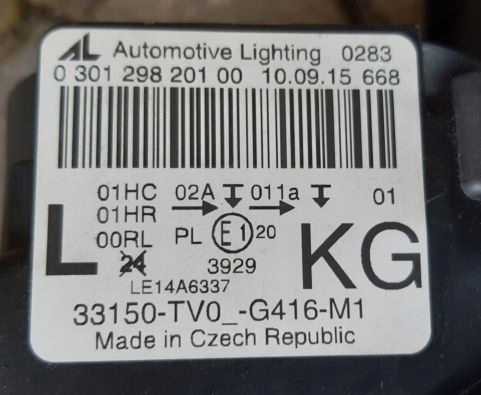 AL Automotive Lighting 0283
0 301 298 201 00 10.09.15 668
01HC 02A 011a 01
01HR
00RL PL E1 20
L 24 3929 KG
LE14A6337
33150-TV0_-G416-M1
Made in Czech Republic